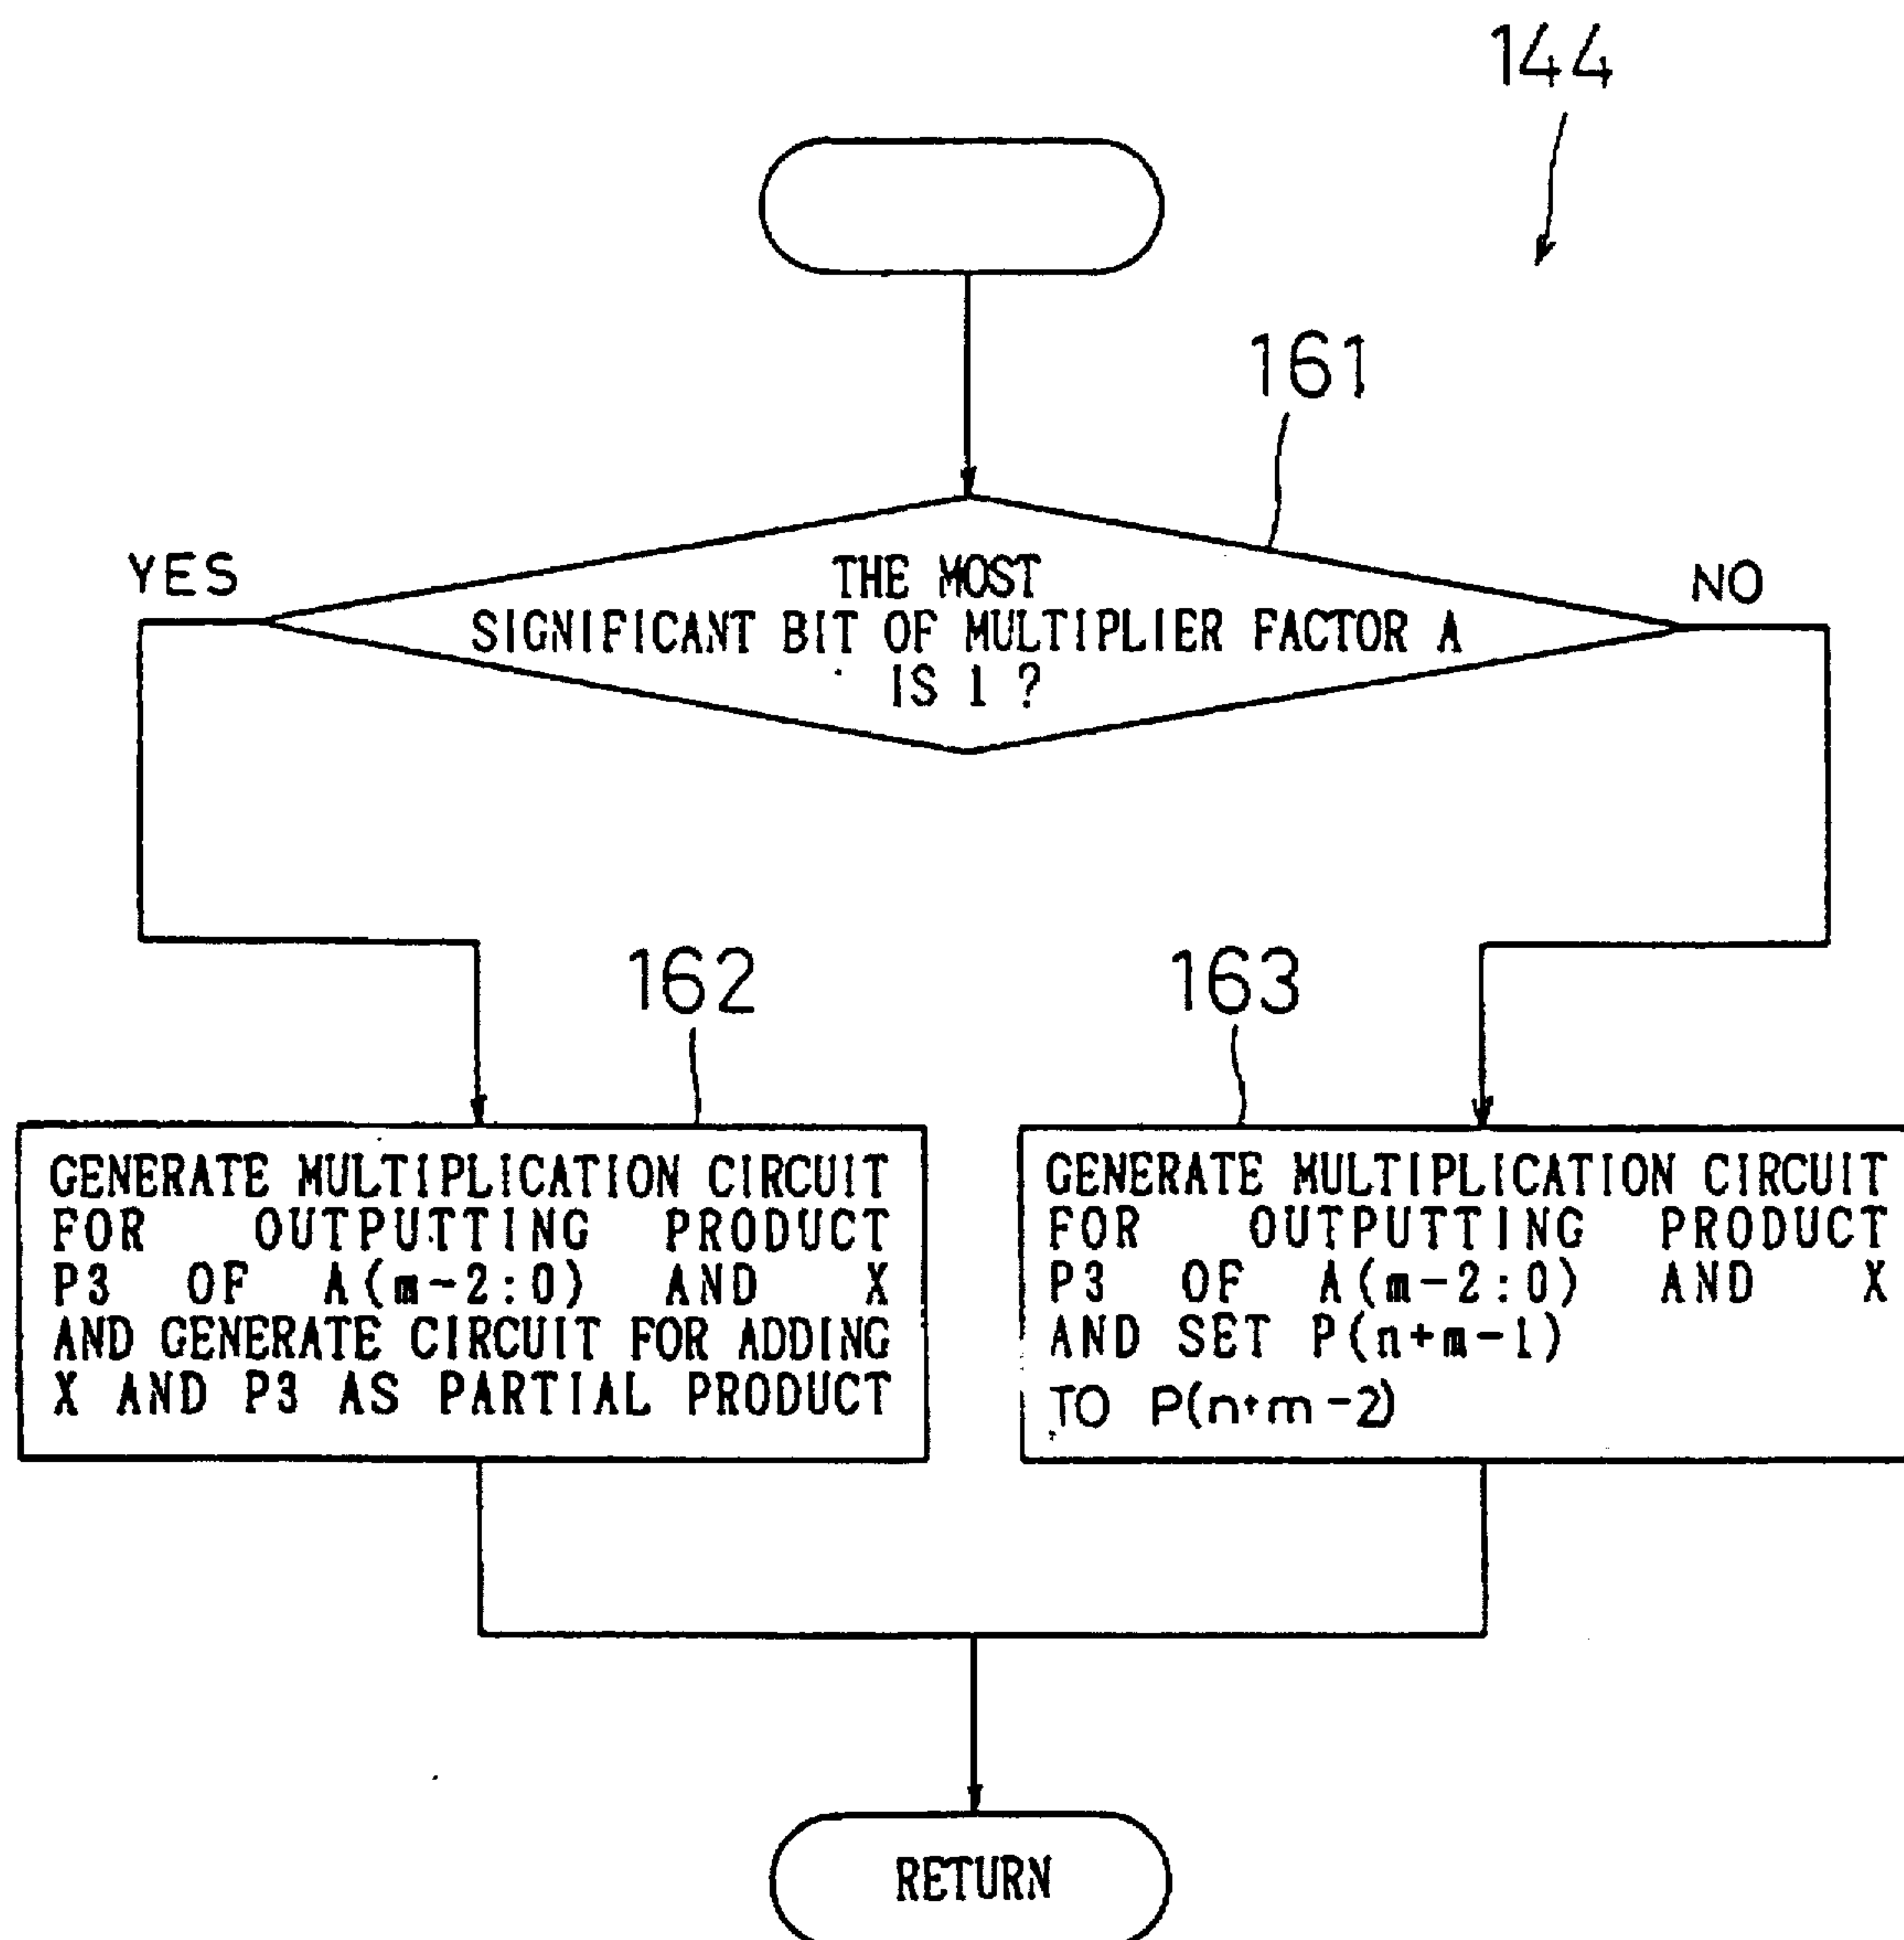 144
161
YES
THE MOST
NO
SIGNIFICANT BIT OF MULTIPLIER FACTOR A
IS 1 ?
162
163
GENERATE MULTIPLICATION CIRCUIT
FOR OUTPUTTING PRODUCT
P3 OF A(m-2:0) AND X
AND GENERATE CIRCUIT FOR ADDING
X AND P3 AS PARTIAL PRODUCT
GENERATE MULTIPLICATION CIRCUIT
FOR OUTPUTTING PRODUCT
P3 OF A(m-2:0) AND X
AND SET P(n+m-1)
TO P(n+m-2)
RETURN